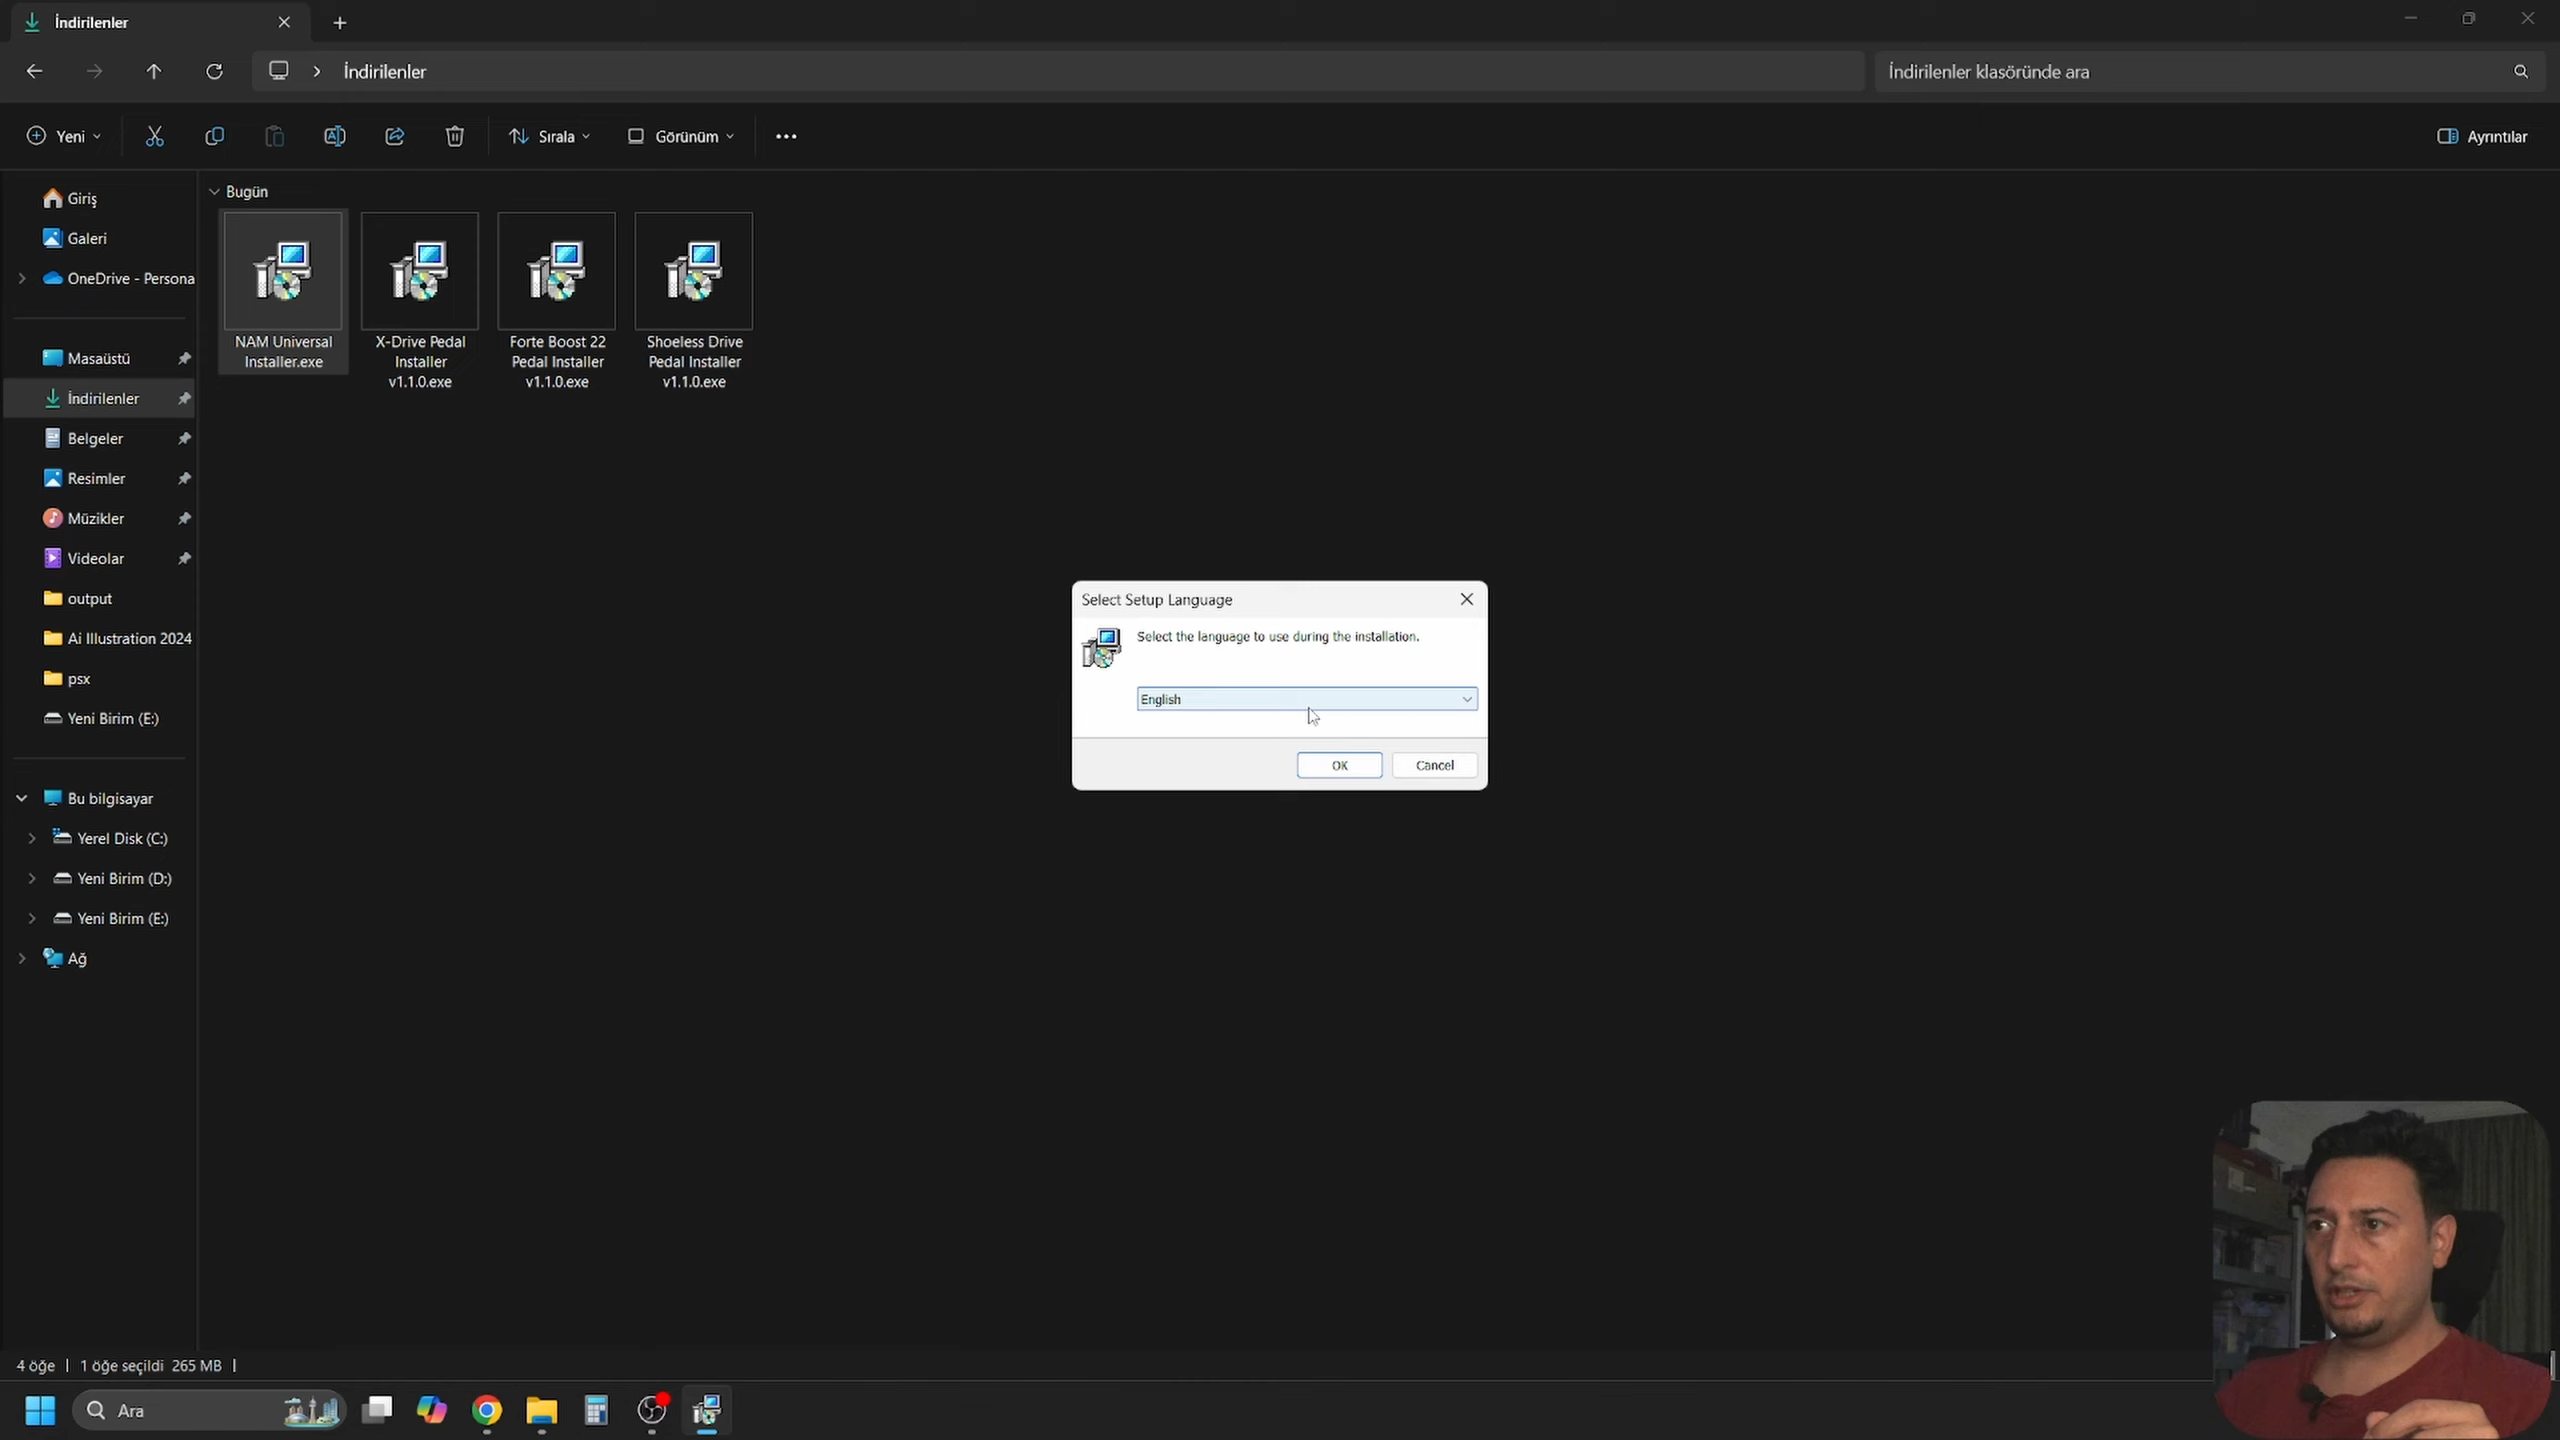 İndirilenler
İndirilenler
İndirilenler klasöründe ara
Yeni
Sırala
Görünüm
Ayrıntılar
Giriş
Galeri
OneDrive - Persona
Masaüstü
İndirilenler
Belgeler
Resimler
Müzikler
Videolar
output
Ai Illustration 2024
psx
Yeni Birim (E:)
Bu bilgisayar
Yerel Disk (C:)
Yeni Birim (D:)
Yeni Birim (E:)
Ağ
Bugün
NAM Universal
Installer.exe
X-Drive Pedal
Installer
v1.1.0.exe
Forte Boost 22
Pedal Installer
v1.1.0.exe
Shoeless Drive
Pedal Installer
v1.1.0.exe
Select Setup Language
Select the language to use during the installation.
English
OK
Cancel
4 öğe
1 öğe seçildi 265 MB
Ara